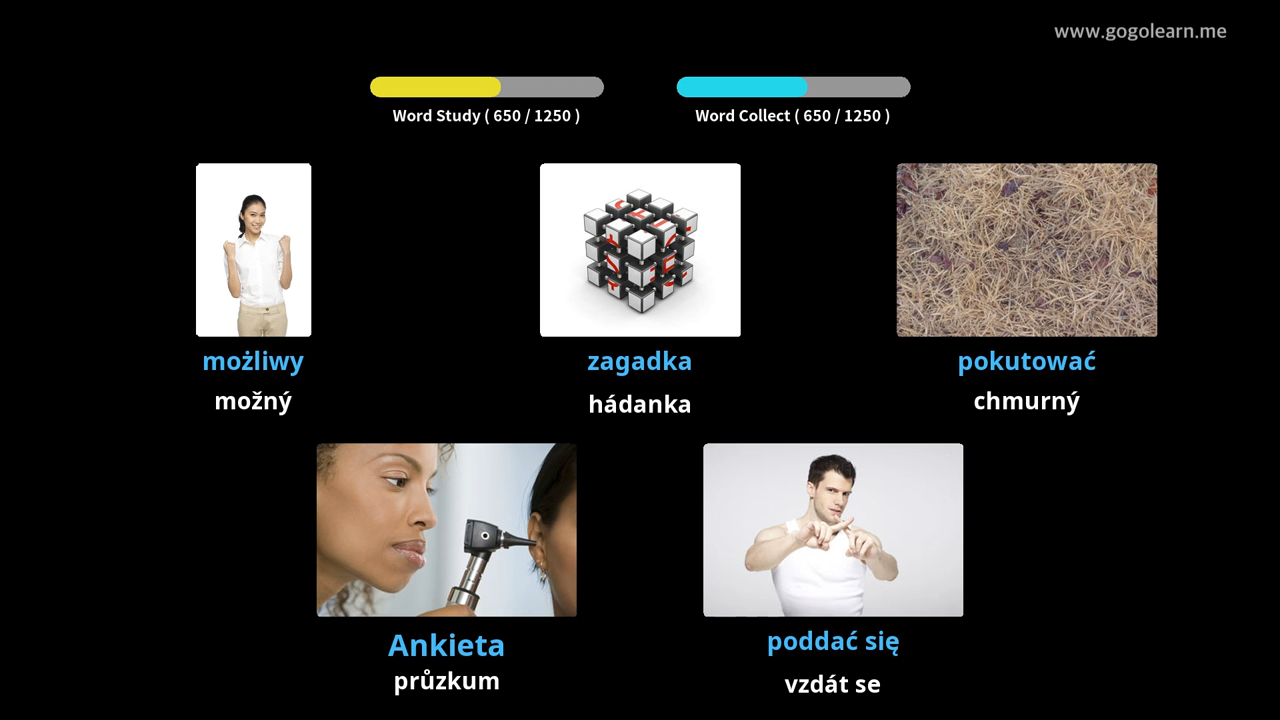 www.gogolearn.me
Word Study ( 650 / 1250 )
Word Collect ( 650 / 1250 )
możliwy
możný
zagadka
hádanka
pokutować
chmurný
Ankieta
průzkum
poddać się
vzdát se